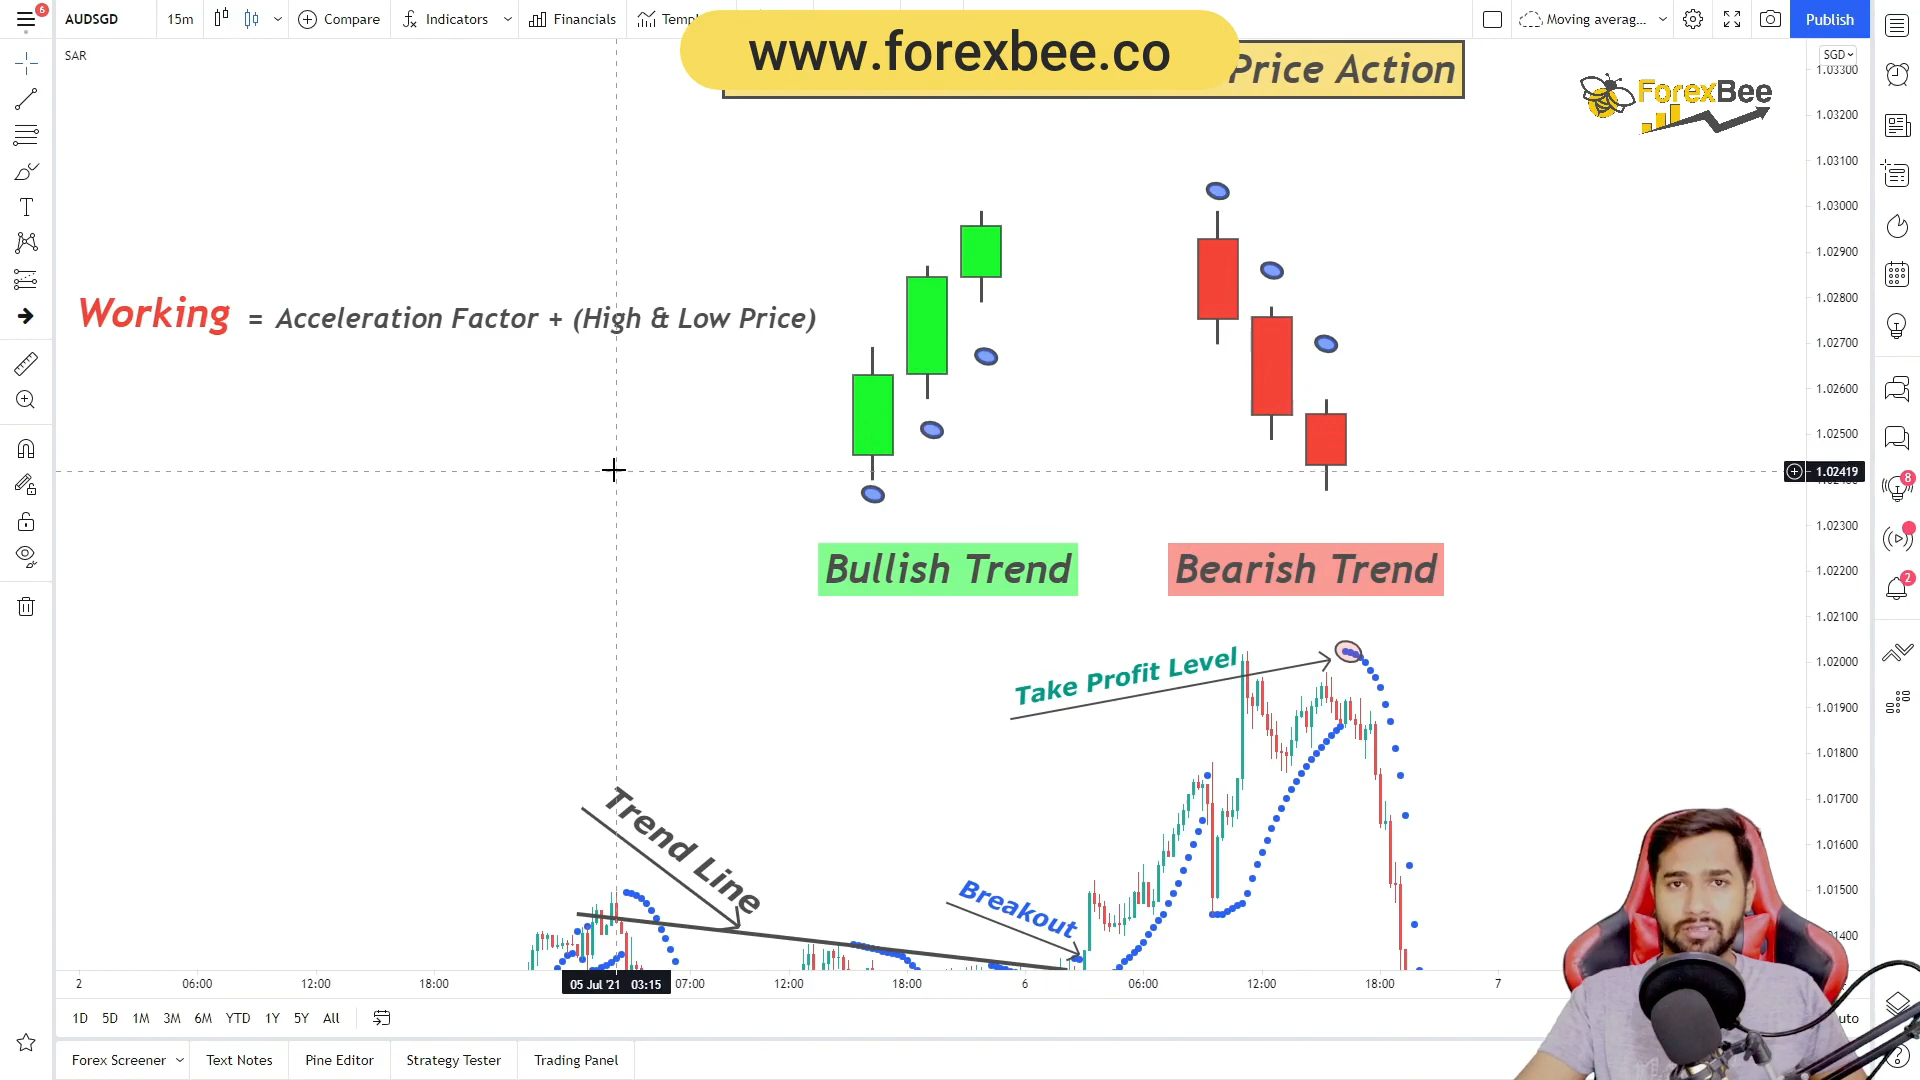 6
AUDSGD
15m
Compare
Indicators
Financials
Templ
www.forexbee.co
Moving averag...
Publish
SAR
Price Action
ForexBee
SGD
1.03300
1.03200
1.03100
1.03000
1.02900
1.02800
1.02700
1.02600
1.02500
1.02419
1.02300
1.02200
1.02100
1.02000
1.01900
1.01800
1.01700
1.01600
1.01500
01400
Working = Acceleration Factor + (High & Low Price)
Bullish Trend
Bearish Trend
Take Profit Level
Trend Line
Breakout
8
2
2
06:00
12:00
18:00
05 Jul '21 03:15
07:00
12:00
18:00
6
06:00
12:00
18:00
7
1D
5D
1M
3M
6M
YTD
1Y
5Y
All
uto
Forex Screener
Text Notes
Pine Editor
Strategy Tester
Trading Panel